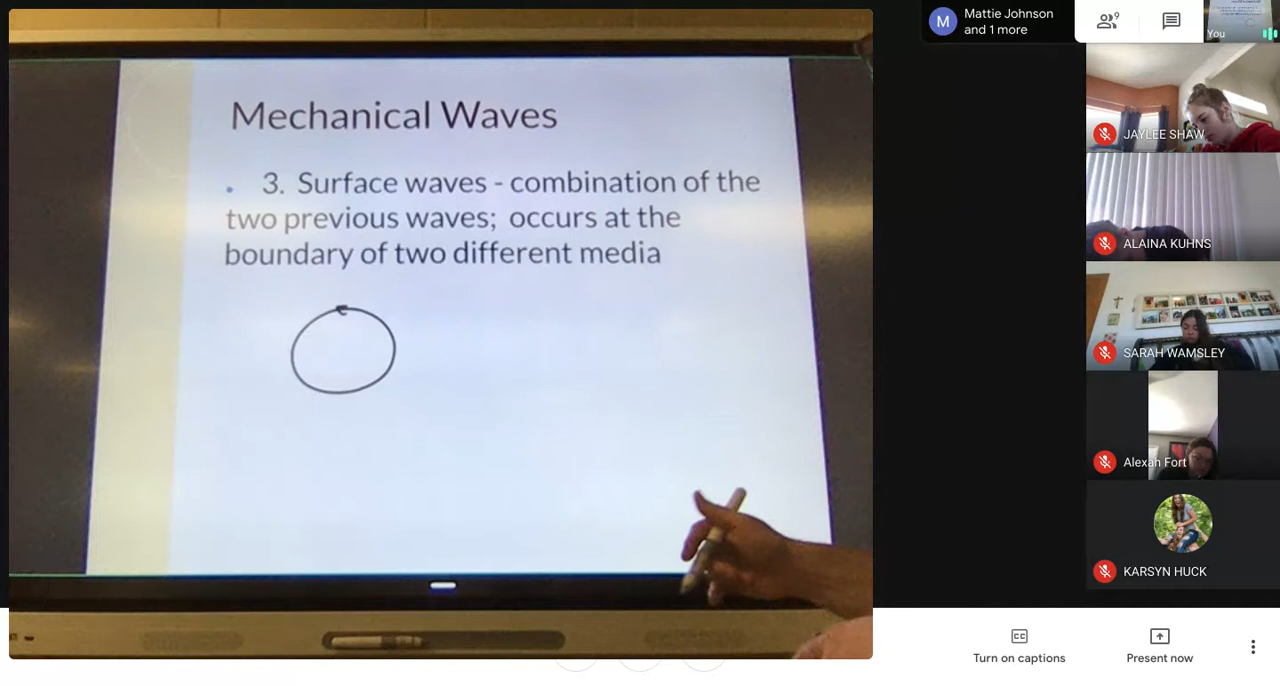 Mechanical Waves
• 3. Surface waves - combination of the
two previous waves; occurs at the
boundary of two different media
M
Mattie Johnson
and 1 more
9
You
JAYLEE SHAW
ALAINA KUHNS
SARAH WAMSLEY
Alexah Fort
KARSYN HUCK
CC
Turn on captions
Present now